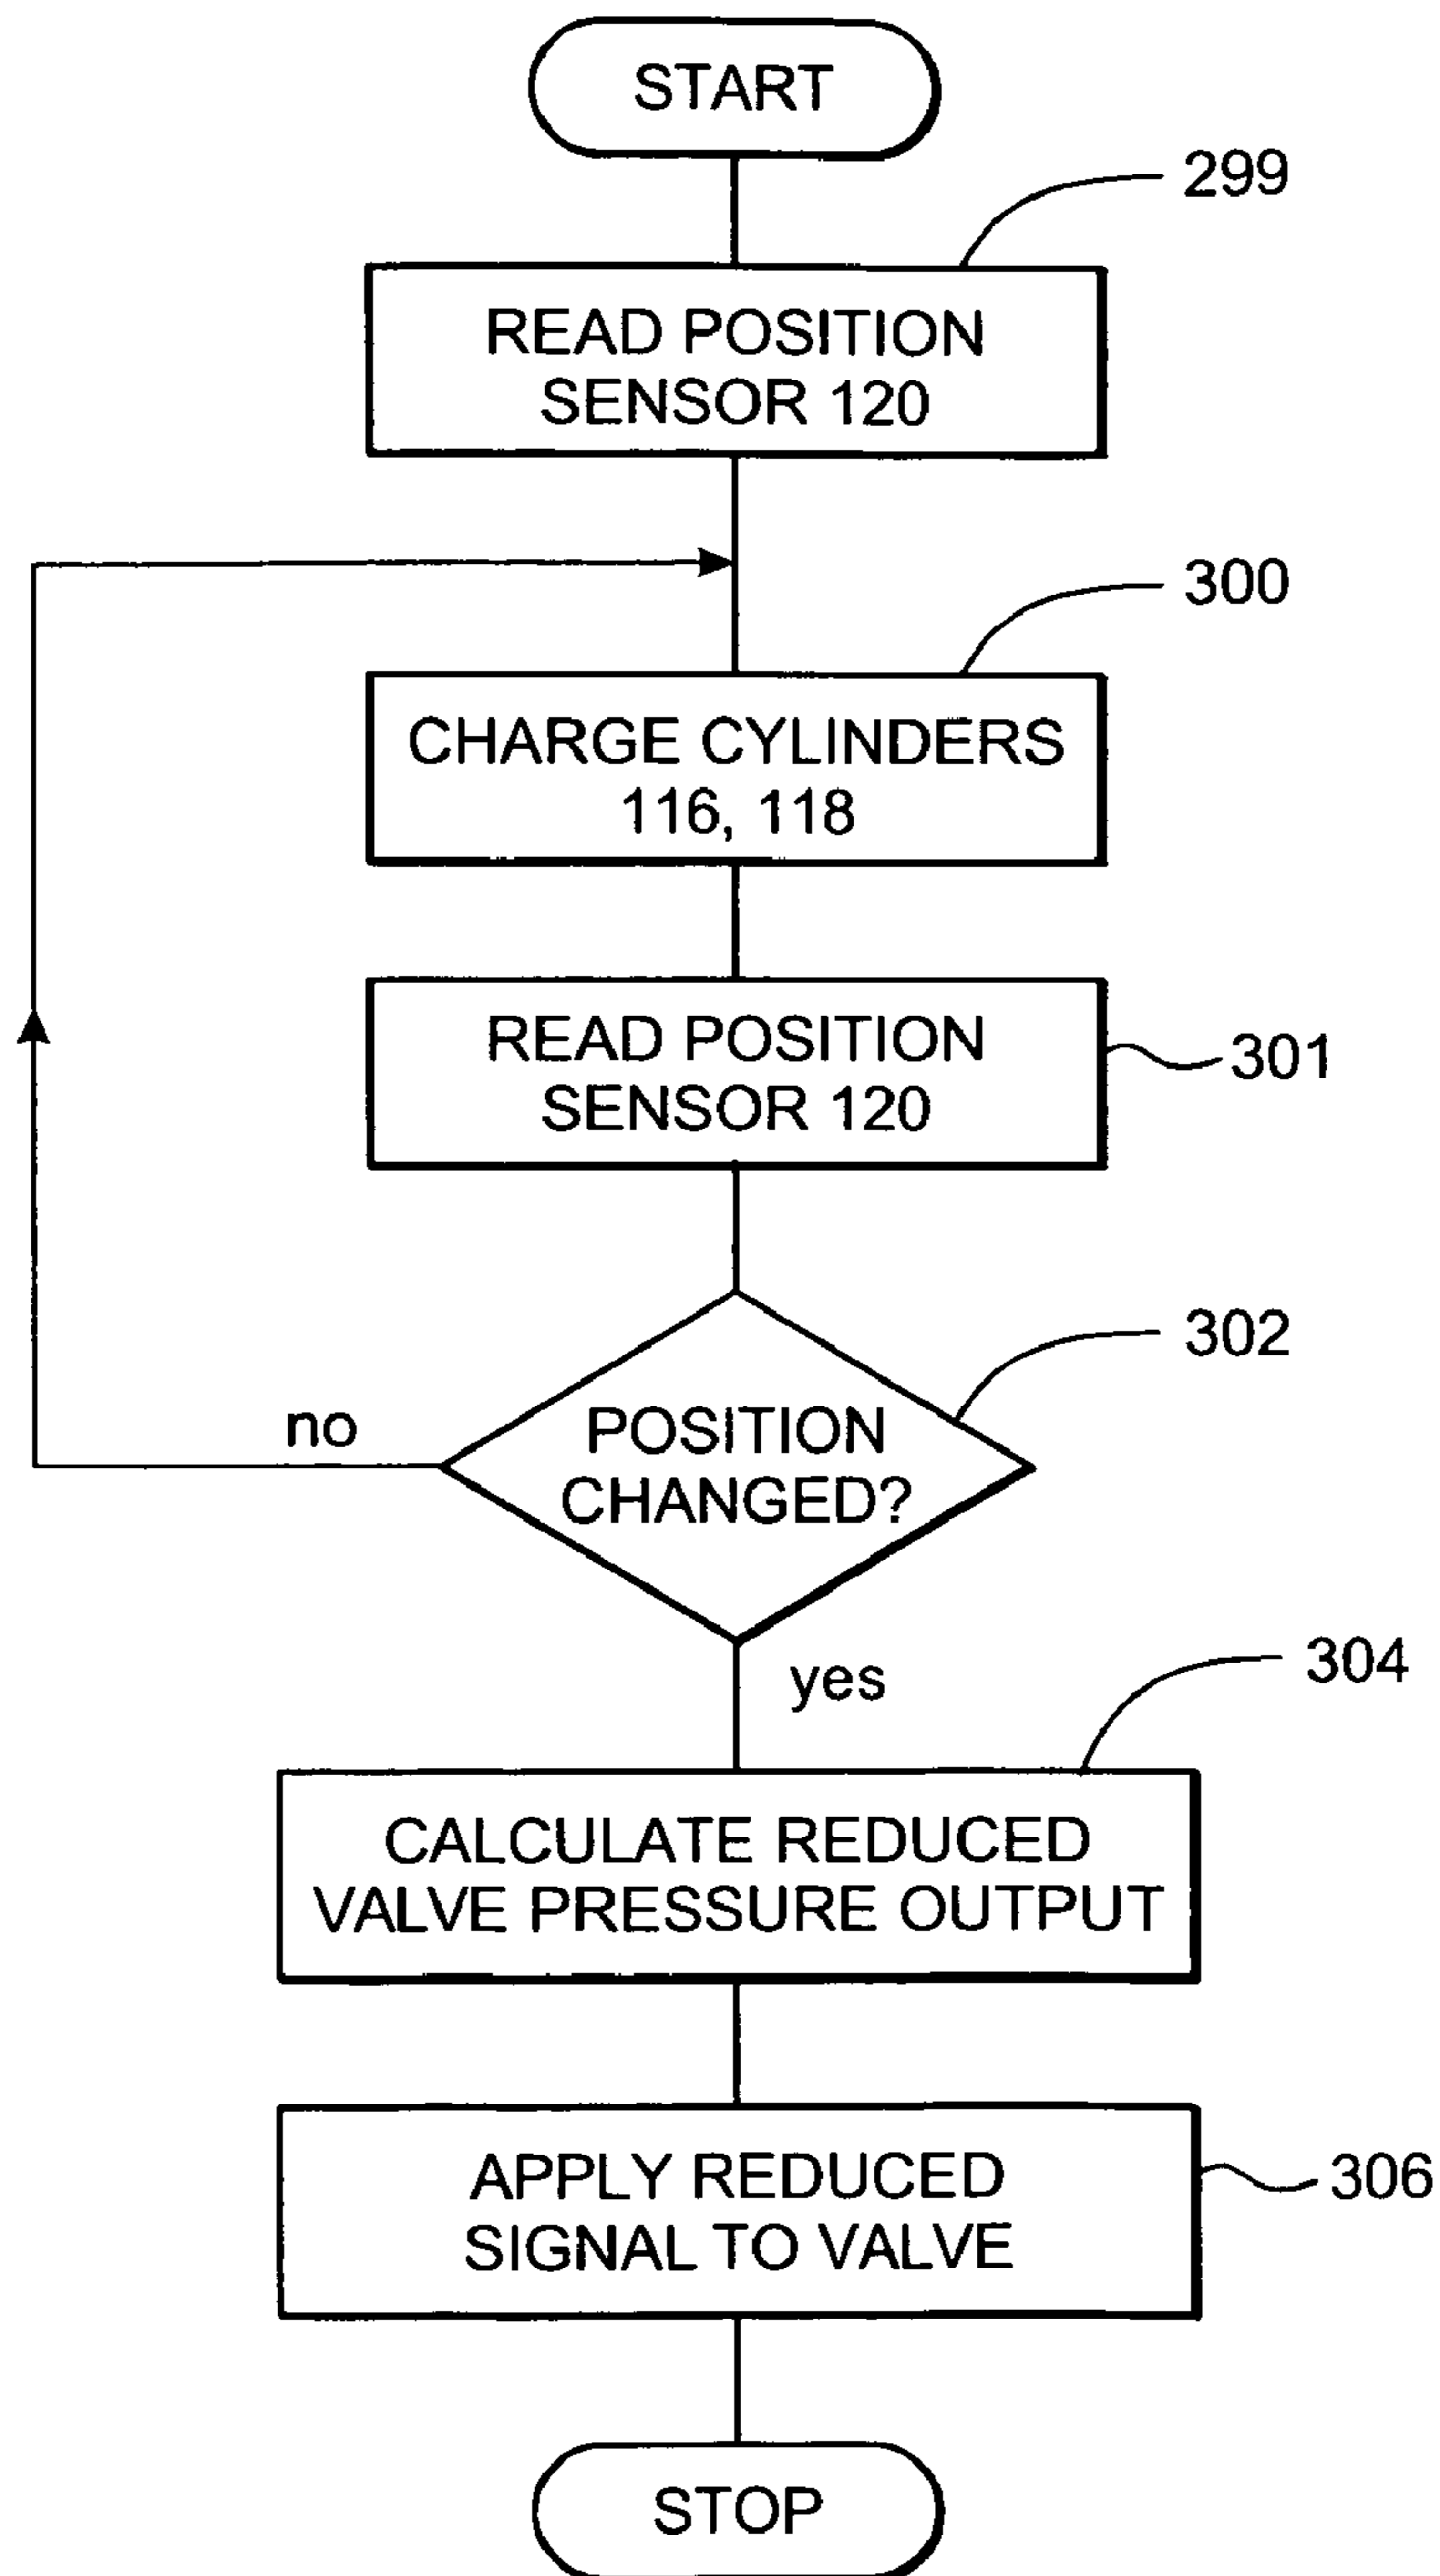 START
299
READ POSITION
SENSOR 120
300
CHARGE CYLINDERS
116, 118
READ POSITION
SENSOR 120
301
302
POSITION
CHANGED?
no
yes
304
CALCULATE REDUCED
VALVE PRESSURE OUTPUT
APPLY REDUCED
SIGNAL TO VALVE
306
STOP